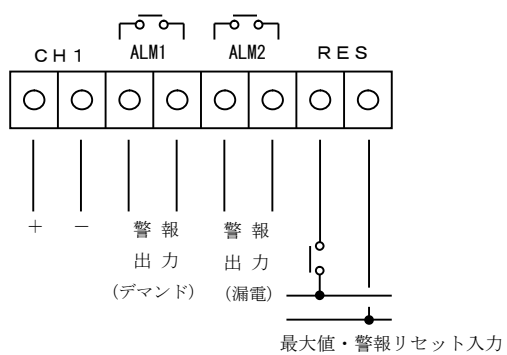 CH1 ALM1 ALM2 RES
＋ － 警報 警報
出力 出力
(デマンド) (漏電)
最大値・警報リセット入力